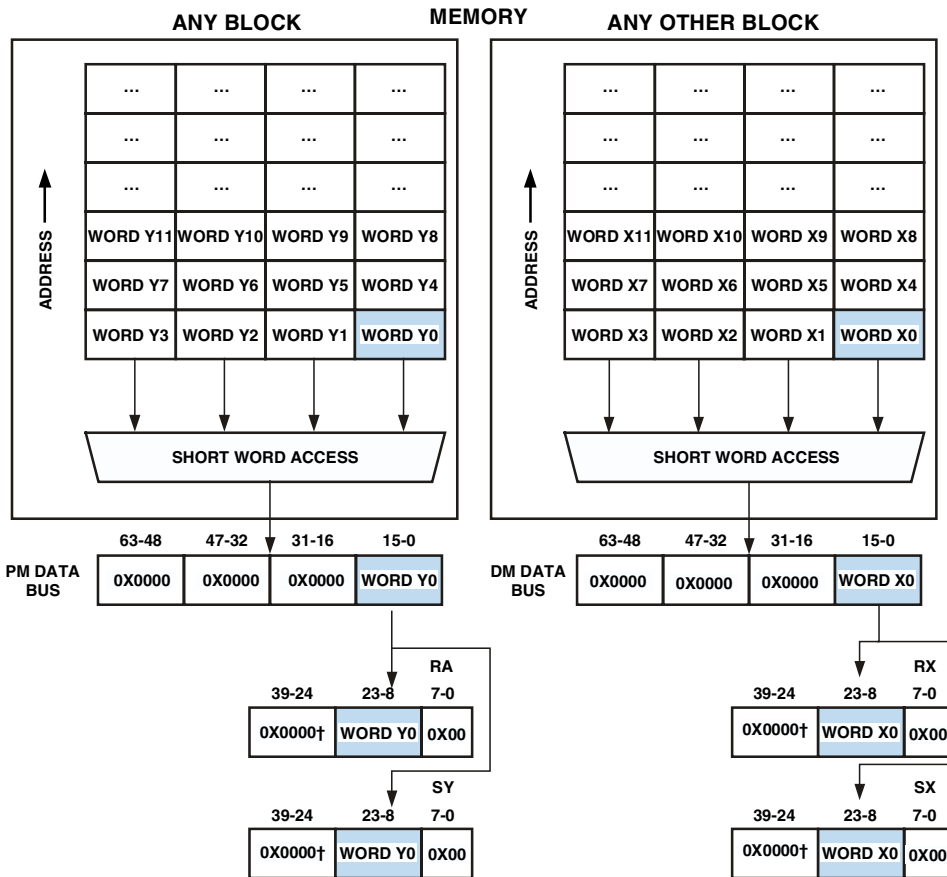 MEMORY
ANY BLOCK ANY OTHER BLOCK
... ... ... ... ... ... ... ...
... ... ... ... ... ... ... ...
... ... ... ... ... ... ... ...
WORD Y11 WORD Y10 WORD Y9 WORD Y8 WORD X11 WORD X10 WORD X9 WORD X8
WORD Y7 WORD Y6 WORD Y5 WORD Y4 WORD X7 WORD X6 WORD X5 WORD X4
WORD Y3 WORD Y2 WORD Y1 WORD Y0 WORD X3 WORD X2 WORD X1 WORD X0
ADDRESS ADDRESS
SHORT WORD ACCESS SHORT WORD ACCESS
63-48 47-32 31-16 15-0 63-48 47-32 31-16 15-0
PM DATA BUS 0X0000 0X0000 0X0000 WORD Y0 DM DATA BUS 0X0000 0X0000 0X0000 WORD X0
RA RX
39-24 23-8 7-0 39-24 23-8 7-0
0X0000† WORD Y0 0X00 0X0000† WORD X0 0X00
SY SX
39-24 23-8 7-0 39-24 23-8 7-0
0X0000† WORD Y0 0X00 0X0000† WORD X0 0X00